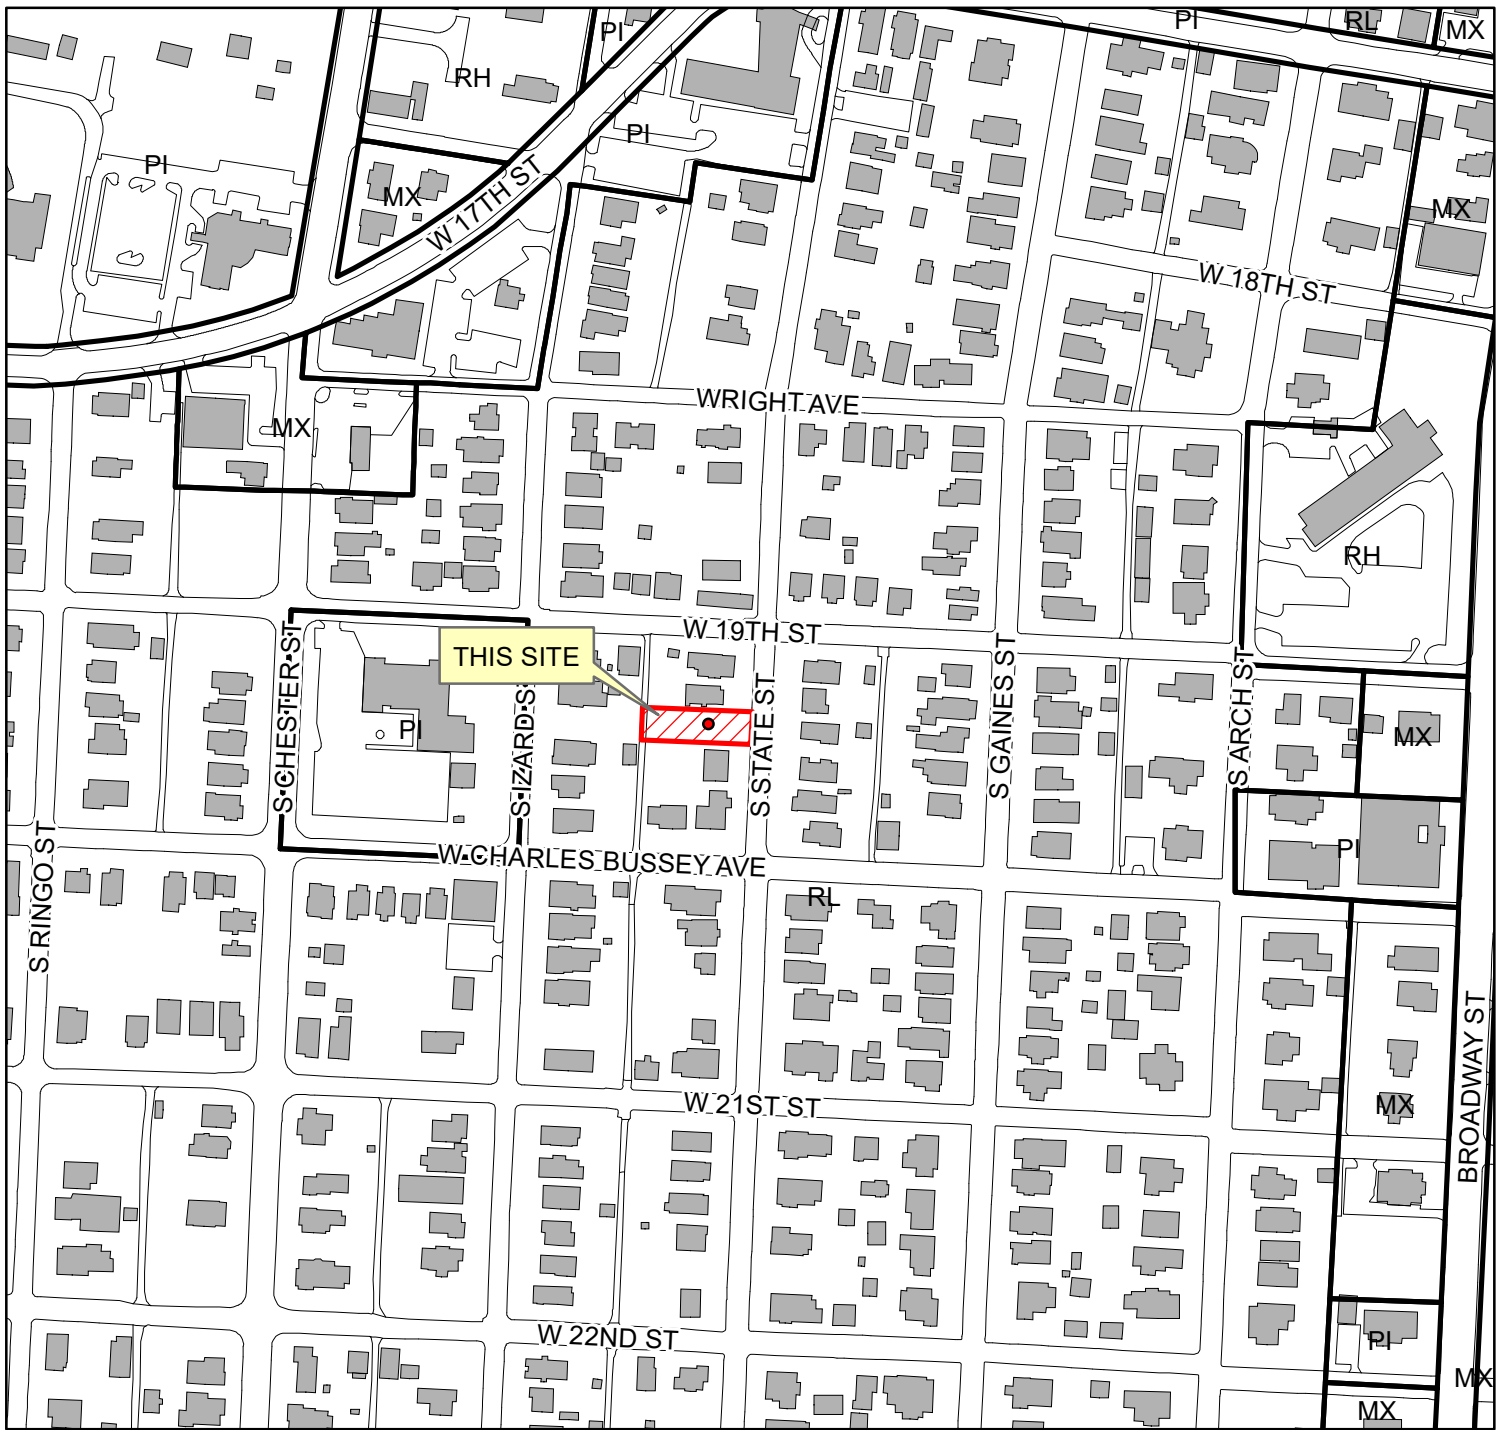 PI
PI
RL
MX
RH
PI
PI
MX
W 17TH ST
MX
W 18TH ST
WRIGHT AVE
MX
RH
W 19TH ST
THIS SITE
S CHESTER ST
S IZARD S
S STATE ST
S GAINES ST
S ARCH ST
PI
MX
W CHARLES BUSSEY AVE
PI
S RINGO ST
RL
BROADWAY ST
W 21ST ST
MX
W 22ND ST
PI
MX
MX